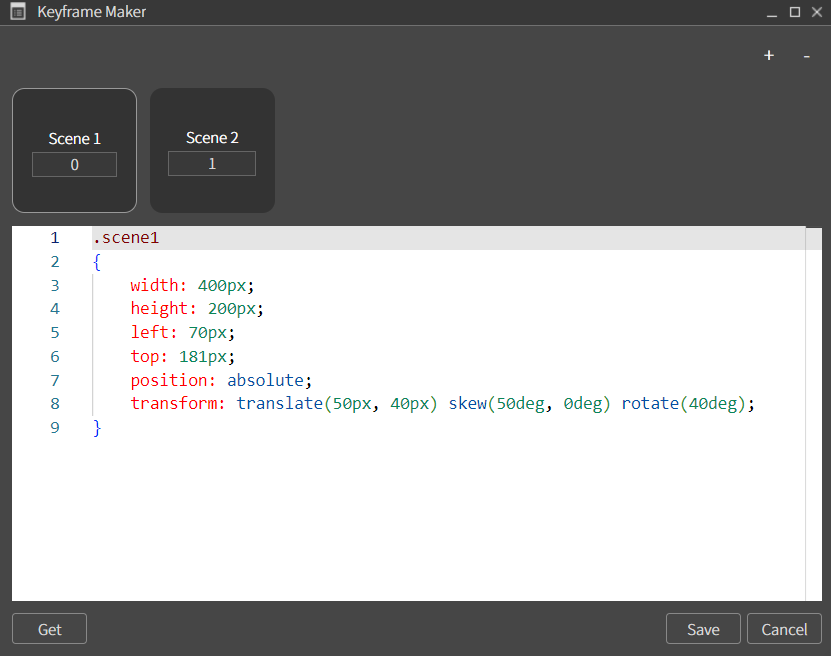 Keyframe Maker
+ -
Scene 1 Scene 2
0 1
1 .scene1
2 {
3 width: 400px;
4 height: 200px;
5 left: 70px;
6 top: 181px;
7 position: absolute;
8 transform: translate(50px, 40px) skew(50deg, 0deg) rotate(40deg);
9 }
Get Save Cancel